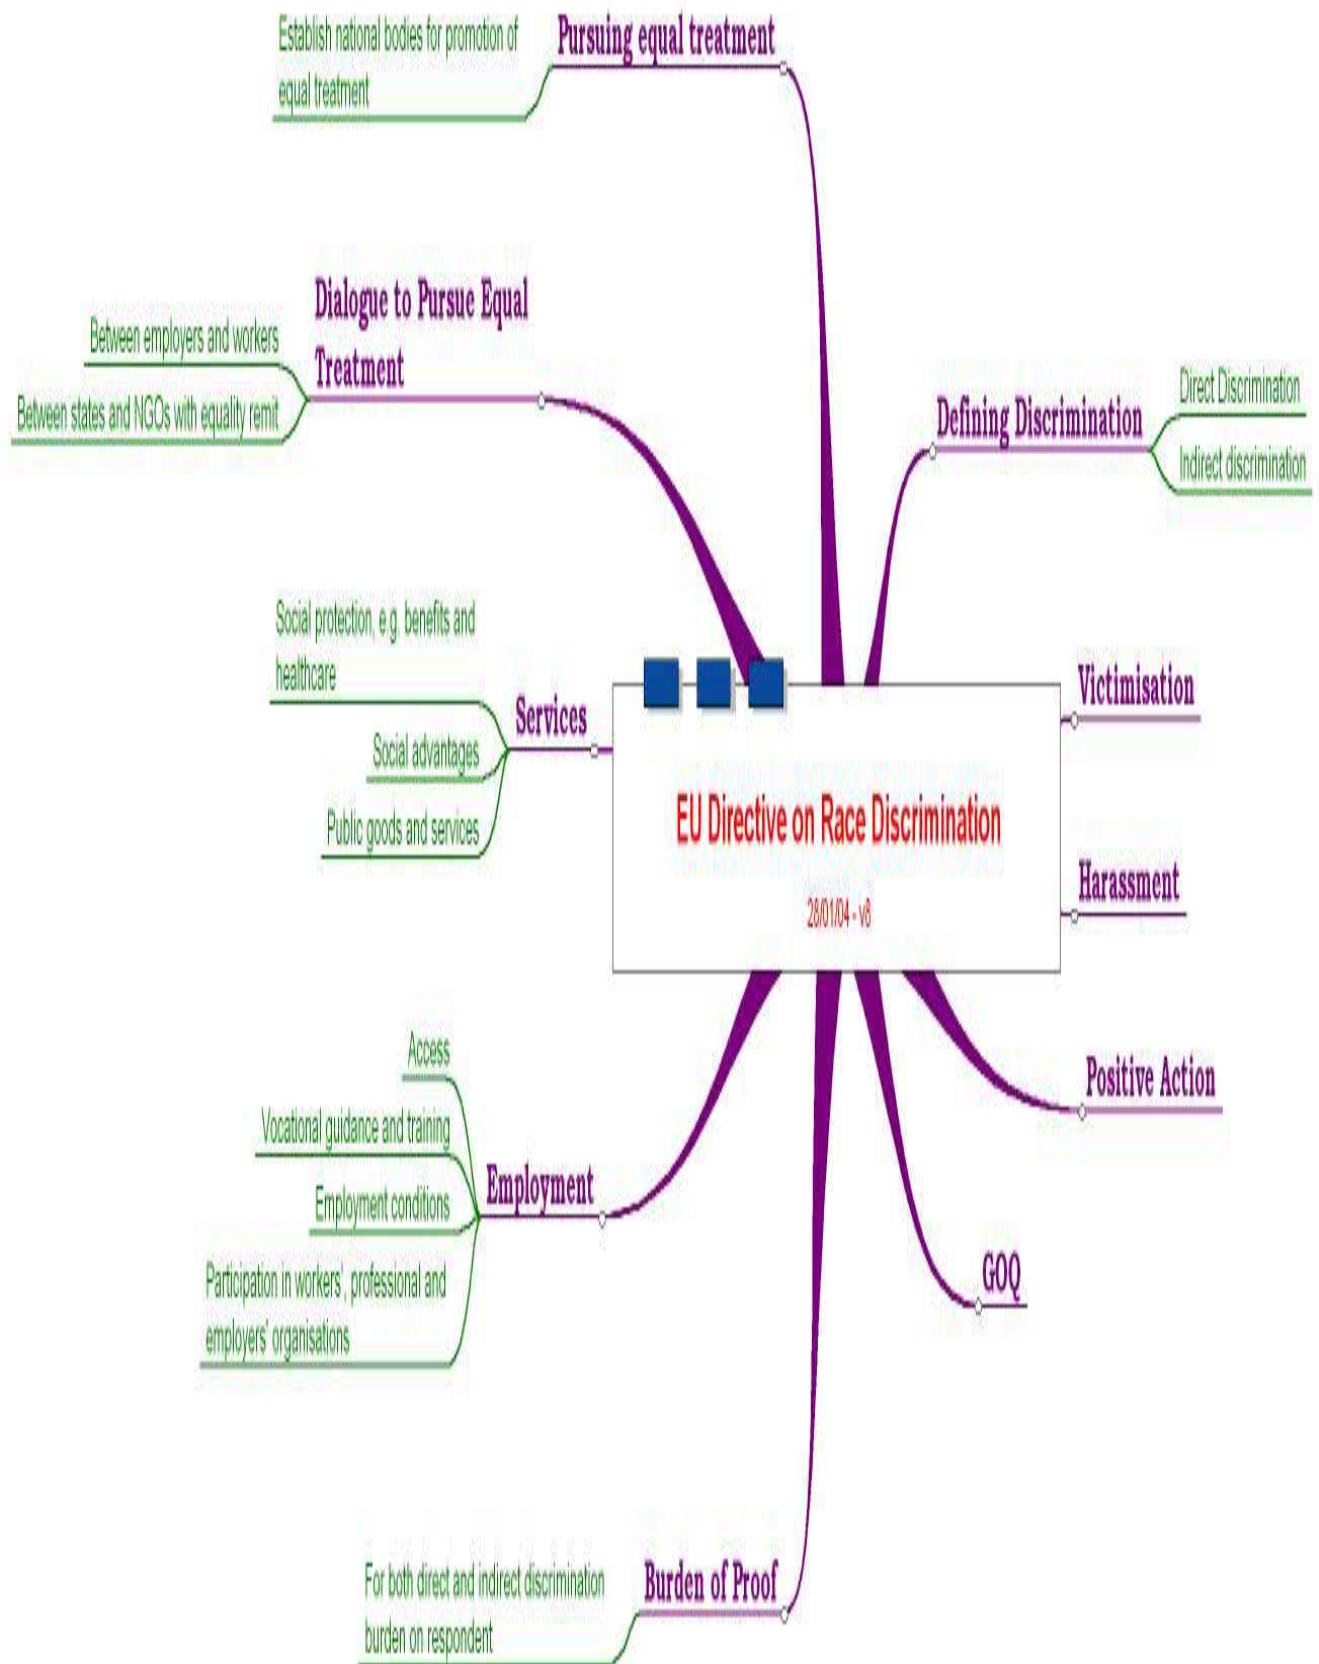 Establish national bodies for promotion of
equal treatment
Pursuing equal treatment
Dialogue to Pursue Equal
Treatment
Between employers and workers
Between states and NGOs with equality remit
Defining Discrimination
Direct Discrimination
Indirect discrimination
Social protection, e.g. benefits and
healthcare
Services
Social advantages
Public goods and services
EU Directive on Race Discrimination
28/01/04 - v8
Victimisation
Harassment
Positive Action
GOQ
Access
Vocational guidance and training
Employment
Employment conditions
Participation in workers', professional and
employers' organisations
For both direct and indirect discrimination
burden on respondent
Burden of Proof